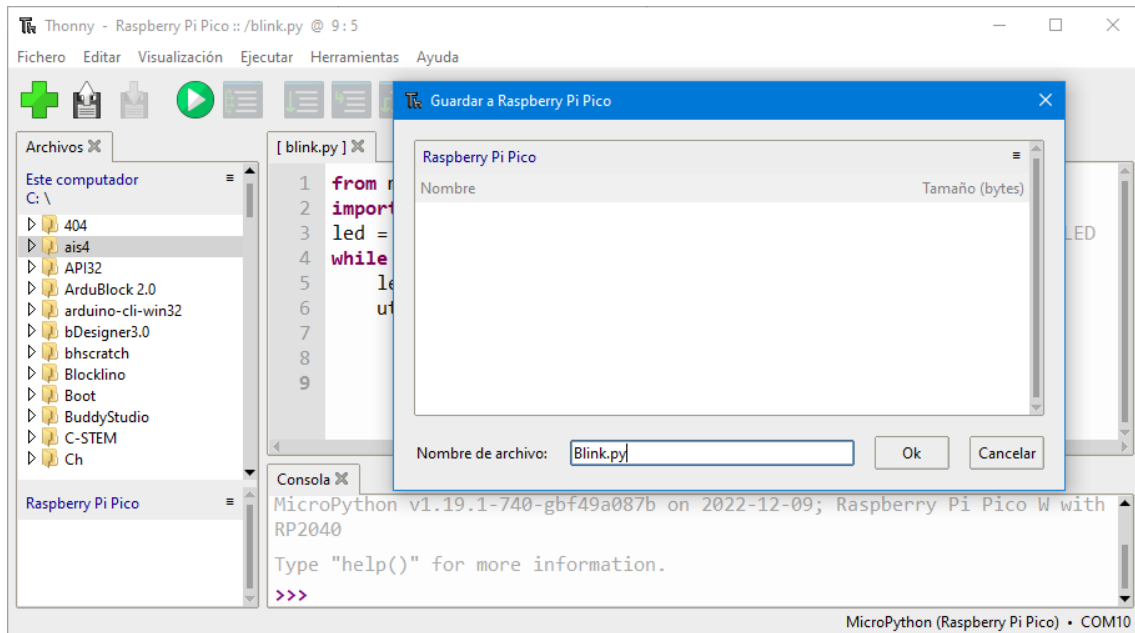 Thonny - Raspberry Pi Pico :: /blink.py @ 9 : 5
Fichero Editar Visualización Ejecutar Herramientas Ayuda
Archivos
Este computador
C: \
404
ais4
API32
ArduBlock 2.0
arduino-cli-win32
bDesigner3.0
bhscratch
Blocklino
Boot
BuddyStudio
C-STEM
Ch
Raspberry Pi Pico
[ blink.py ]
1 from
2 import
3 led =
4 while
5
6
7
8
9
LED
Guardar a Raspberry Pi Pico
Raspberry Pi Pico
Nombre Tamaño (bytes)
Nombre de archivo: Blink.py Ok Cancelar
Consola
MicroPython v1.19.1-740-gbf49a087b on 2022-12-09; Raspberry Pi Pico W with
RP2040
Type "help()" for more information.
>>>
MicroPython (Raspberry Pi Pico) • COM10